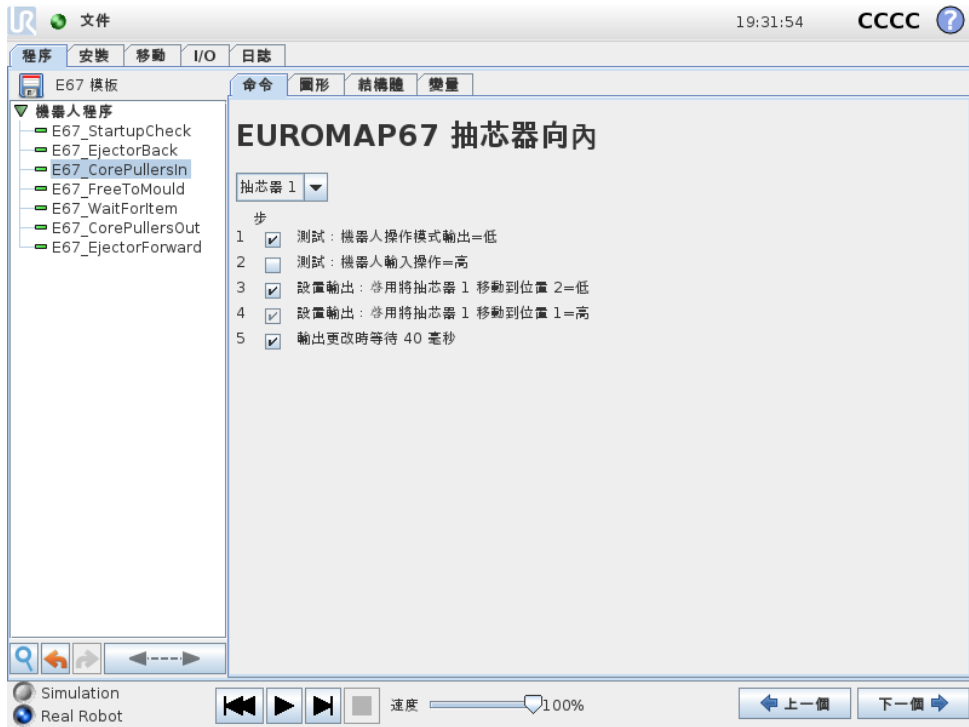 UR 文件 19:31:54 CCCC ?
程序 安裝 移動 I/O 日誌
E67 模板
命令 圖形 結構體 變量
機器人程序
E67_StartupCheck
E67_EjectorBack
E67_CorePullersIn
E67_FreeToMould
E67_WaitForItem
E67_CorePullersOut
E67_EjectorForward
EUROMAP67 抽芯器向內
抽芯器 1
步
1 測試：機器人操作模式輸出=低
2 測試：機器人輸入操作=高
3 設置輸出：啓用將抽芯器 1 移動到位置 2=低
4 設置輸出：啓用將抽芯器 1 移動到位置 1=高
5 輸出更改時等待 40 毫秒
Simulation
Real Robot
速度 100%
上一個 下一個